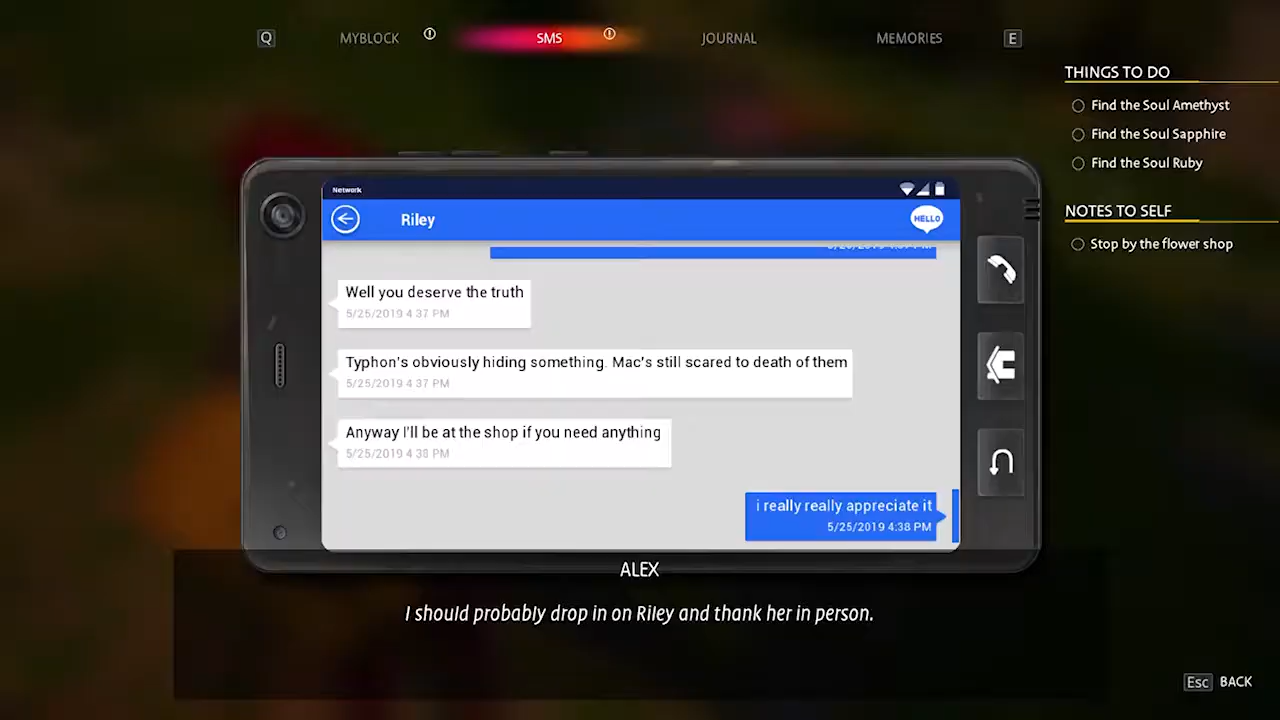 Q
MYBLOCK
SMS
JOURNAL
MEMORIES
E
THINGS TO DO
Find the Soul Amethyst
Find the Soul Sapphire
Find the Soul Ruby
NOTES TO SELF
Stop by the flower shop
Network
Riley
HELLO
Well you deserve the truth
5/25/2019 4:37 PM
Typhon's obviously hiding something. Mac's still scared to death of them
5/25/2019 4:37 PM
Anyway I'll be at the shop if you need anything
5/25/2019 4:38 PM
i really really appreciate it
5/25/2019 4:38 PM
ALEX
I should probably drop in on Riley and thank her in person.
Esc BACK